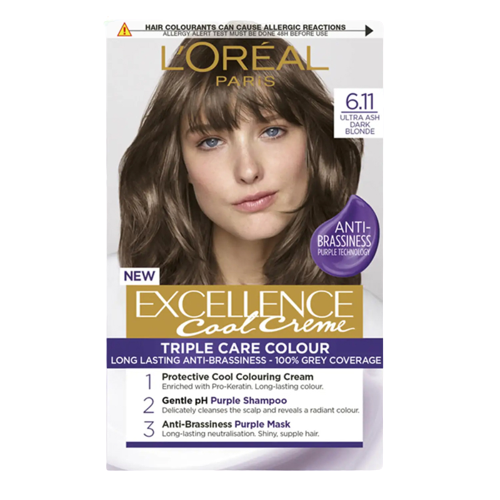 HAIR COLOURANTS CAN CAUSE ALLERGIC REACTIONS
ALLERGY ALERT TEST MUST BE DONE 48H BEFORE USE
L'ORÉAL
PARIS
6.11
ULTRA ASH
DARK
BLONDE
ANTI-
BRASSINESS
PURPLE TECHNOLOGY
NEW
EXCELLENCE
Cool Creme
TRIPLE CARE COLOUR
LONG LASTING ANTI-BRASSINESS - 100% GREY COVERAGE
1 Protective Cool Colouring Cream
Enriched with Pro-Keratin. Long-lasting colour.
2 Gentle pH Purple Shampoo
Delicately cleanses the scalp and reveals a radiant colour.
3 Anti-Brassiness Purple Mask
Long-lasting neutralisation. Shiny, supple hair.